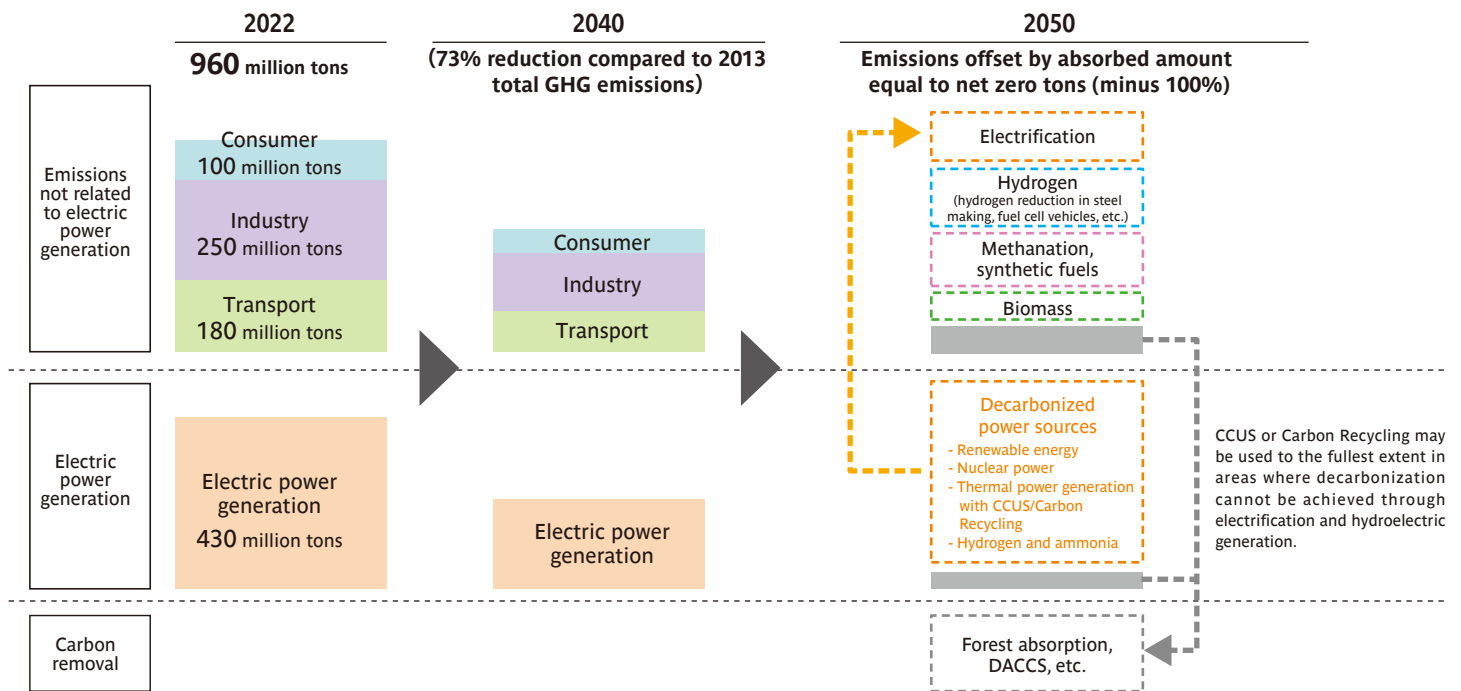 2022
960 million tons
2040
(73% reduction compared to 2013
total GHG emissions)
2050
Emissions offset by absorbed amount
equal to net zero tons (minus 100%)
Emissions
not related
to electric
power
generation
Consumer
100 million tons
Industry
250 million tons
Transport
180 million tons
Consumer
Industry
Transport
Electrification
Hydrogen
(hydrogen reduction in steel
making, fuel cell vehicles, etc.)
Methanation,
synthetic fuels
Biomass
Electric
power
generation
Electric power
generation
430 million tons
Electric power
generation
Decarbonized
power sources
- Renewable energy
- Nuclear power
- Thermal power generation
with CCUS/Carbon
Recycling
- Hydrogen and ammonia
CCUS or Carbon Recycling may
be used to the fullest extent in
areas where decarbonization
cannot be achieved through
electrification and hydroelectric
generation.
Carbon
removal
Forest absorption,
DACCS, etc.